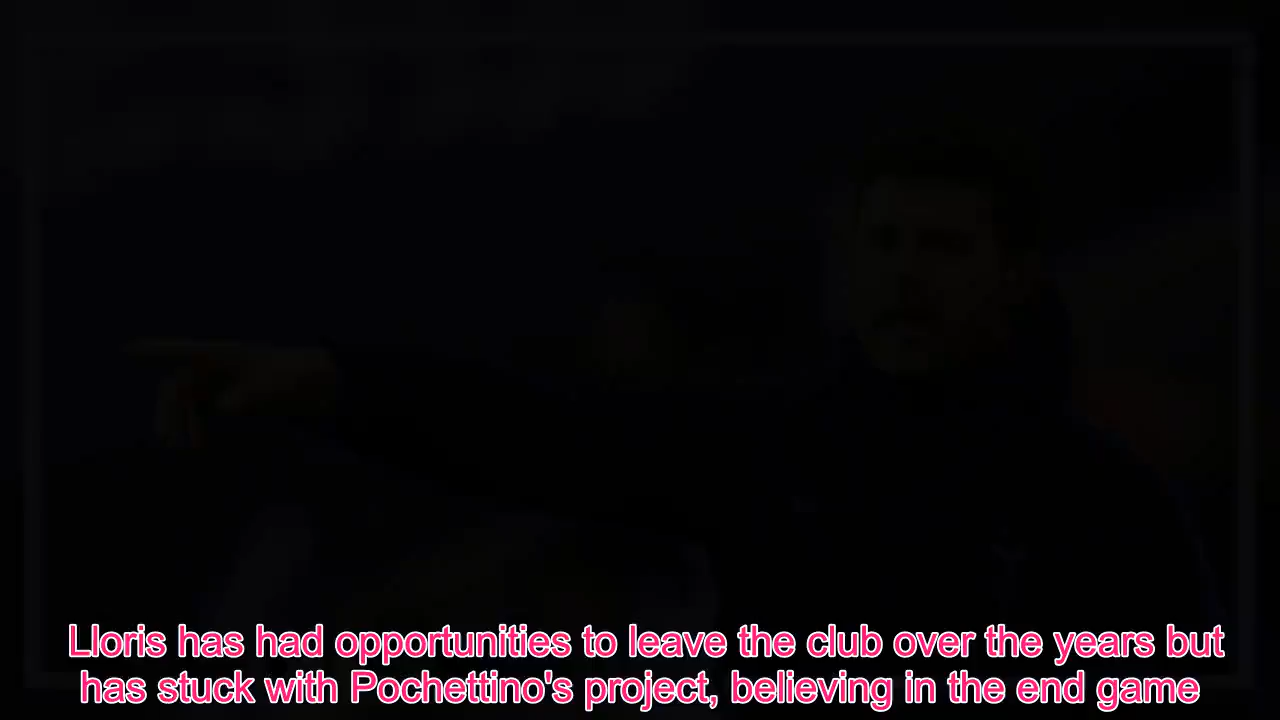 Lloris has had opportunities to leave the club over the years but
has stuck with Pochettino's project, believing in the end game